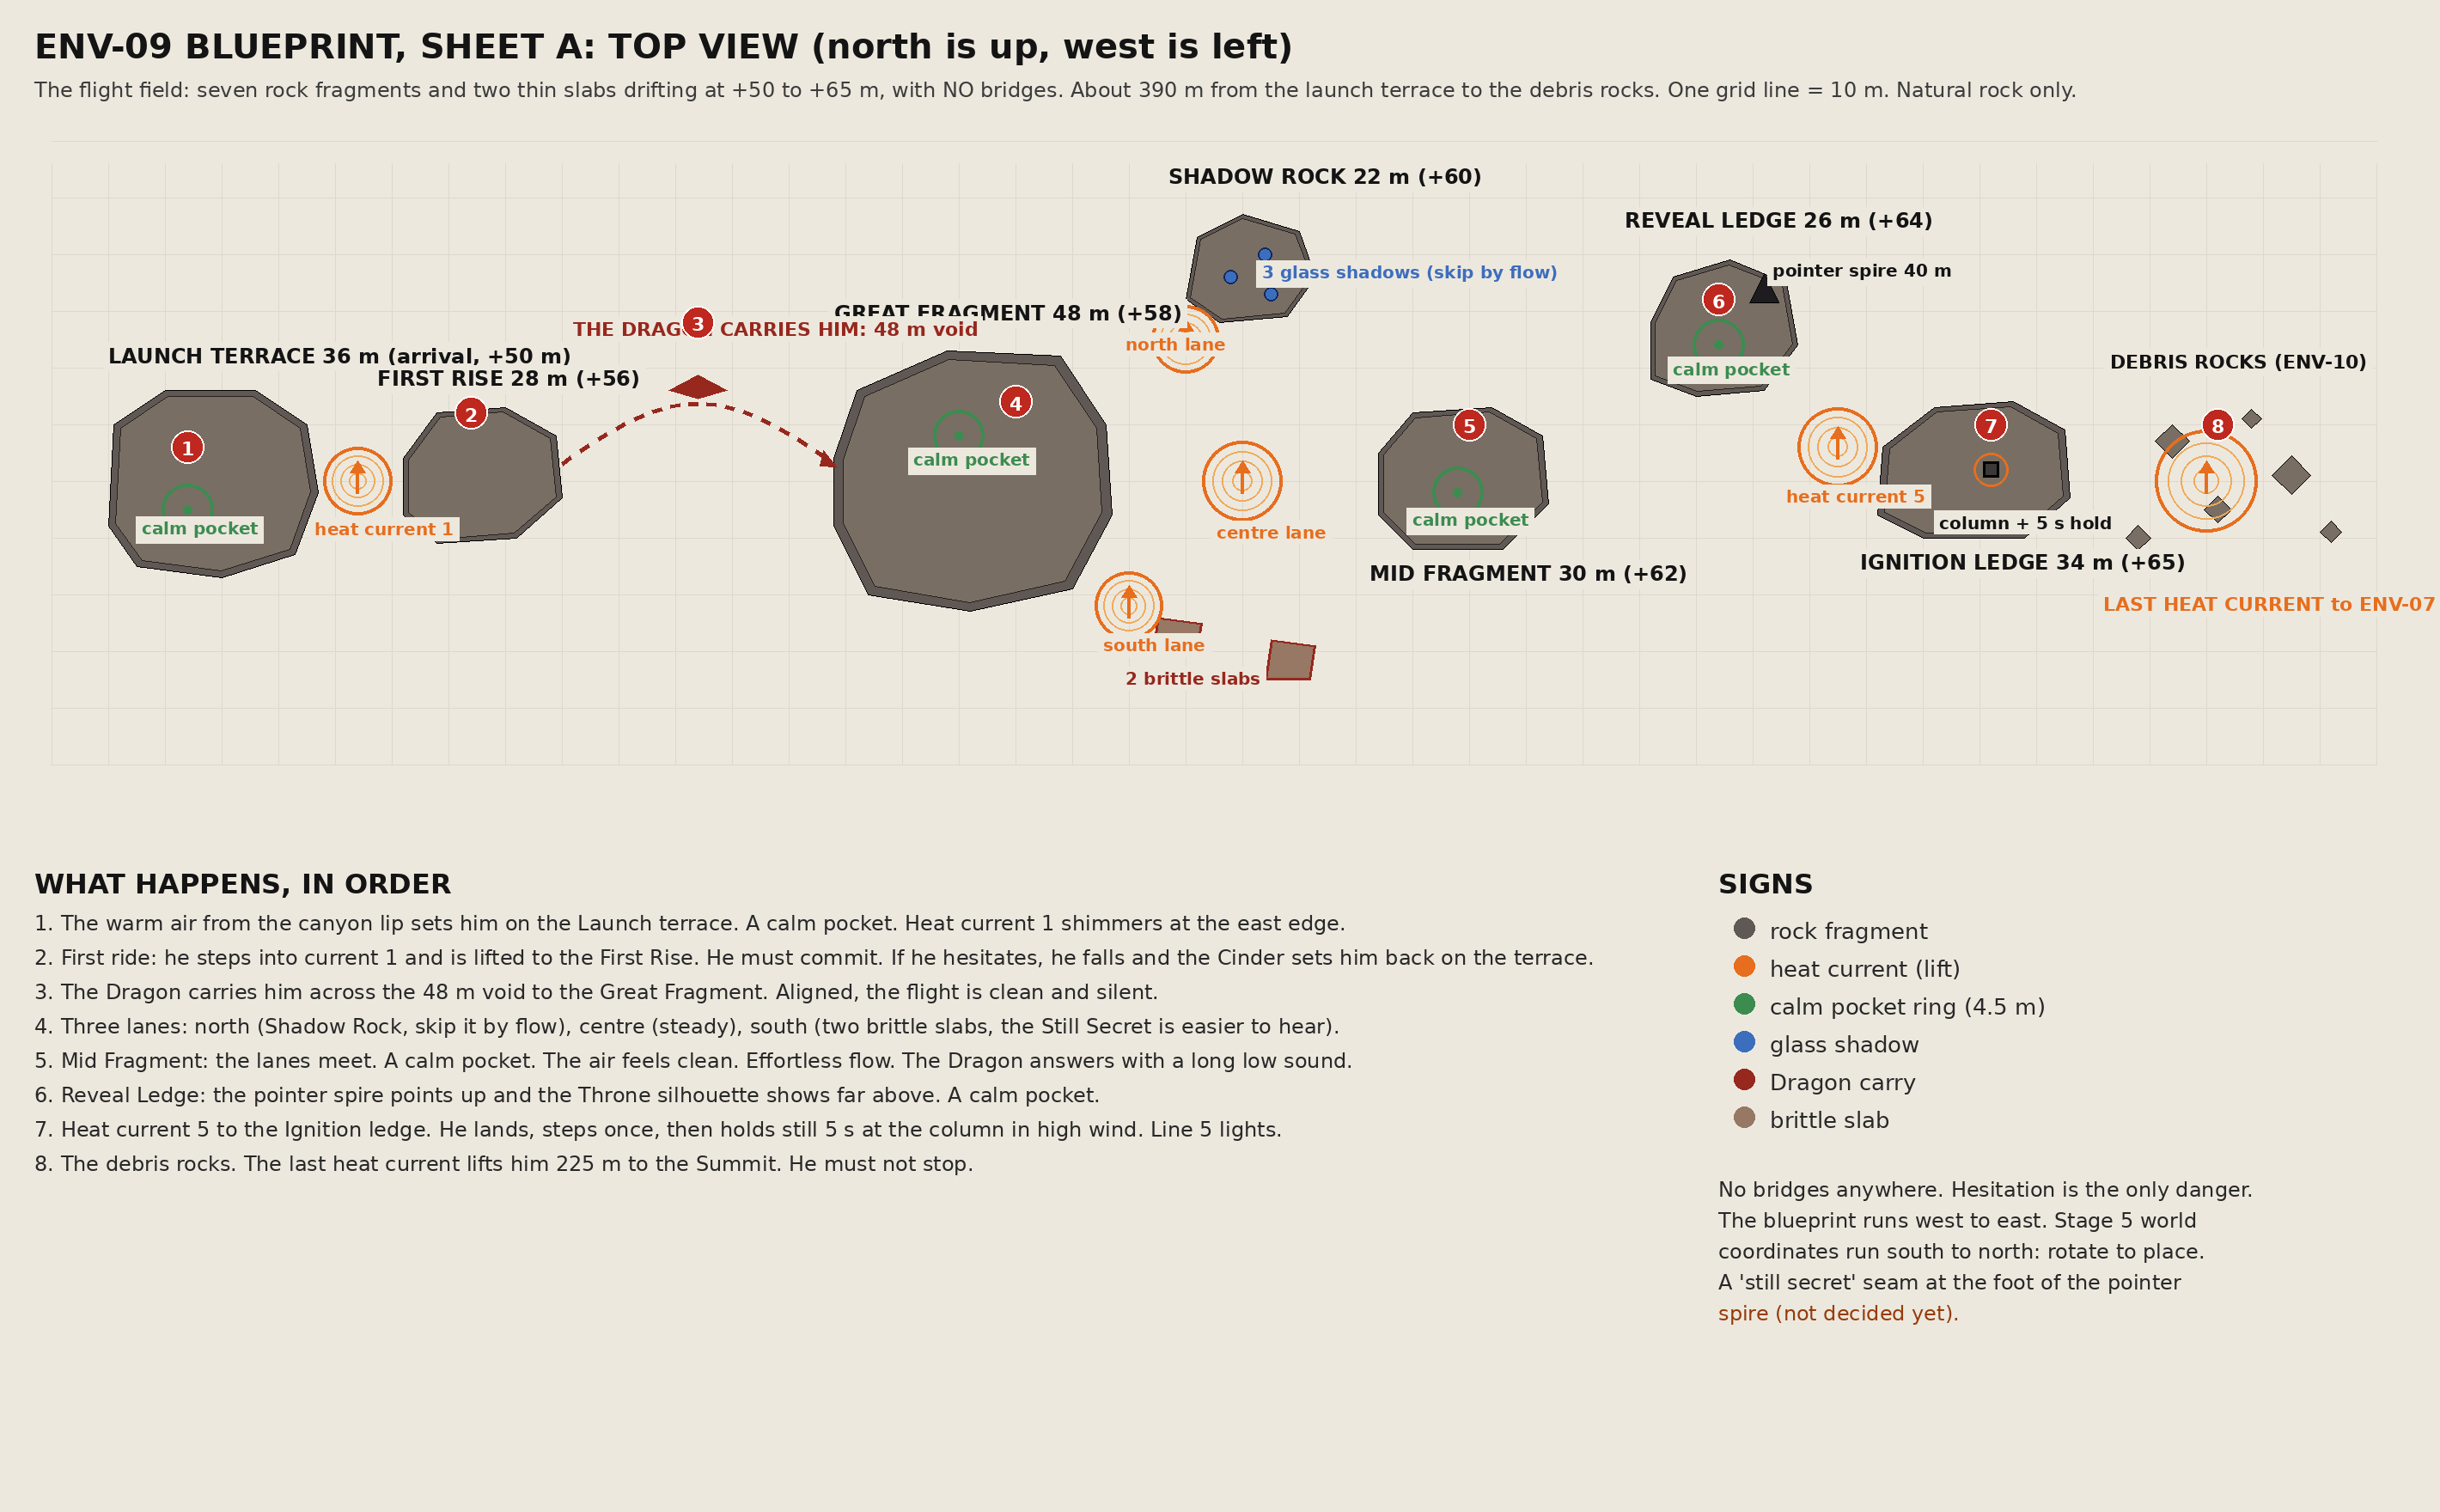 ENV-09 BLUEPRINT, SHEET A: TOP VIEW (north is up, west is left)
The flight field: seven rock fragments and two thin slabs drifting at +50 to +65 m, with NO bridges. About 390 m from the launch terrace to the debris rocks. One grid line = 10 m. Natural rock only.
SHADOW ROCK 22 m (+60)
REVEAL LEDGE 26 m (+64)
3 glass shadows (skip by flow)
pointer spire 40 m
6
GREAT FRAGMENT 48 m (+58)
3
THE DRAGON CARRIES HIM: 48 m void
north lane
LAUNCH TERRACE 36 m (arrival, +50 m)
FIRST RISE 28 m (+56)
calm pocket
DEBRIS ROCKS (ENV-10)
1
2
4
5
7
8
calm pocket
calm pocket
heat current 1
centre lane
calm pocket
heat current 5
column + 5 s hold
MID FRAGMENT 30 m (+62)
IGNITION LEDGE 34 m (+65)
LAST HEAT CURRENT to ENV-07
south lane
2 brittle slabs
WHAT HAPPENS, IN ORDER
1. The warm air from the canyon lip sets him on the Launch terrace. A calm pocket. Heat current 1 shimmers at the east edge.
2. First ride: he steps into current 1 and is lifted to the First Rise. He must commit. If he hesitates, he falls and the Cinder sets him back on the terrace.
3. The Dragon carries him across the 48 m void to the Great Fragment. Aligned, the flight is clean and silent.
4. Three lanes: north (Shadow Rock, skip it by flow), centre (steady), south (two brittle slabs, the Still Secret is easier to hear).
5. Mid Fragment: the lanes meet. A calm pocket. The air feels clean. Effortless flow. The Dragon answers with a long low sound.
6. Reveal Ledge: the pointer spire points up and the Throne silhouette shows far above. A calm pocket.
7. Heat current 5 to the Ignition ledge. He lands, steps once, then holds still 5 s at the column in high wind. Line 5 lights.
8. The debris rocks. The last heat current lifts him 225 m to the Summit. He must not stop.
SIGNS
rock fragment
heat current (lift)
calm pocket ring (4.5 m)
glass shadow
Dragon carry
brittle slab
No bridges anywhere. Hesitation is the only danger.
The blueprint runs west to east. Stage 5 world
coordinates run south to north: rotate to place.
A 'still secret' seam at the foot of the pointer
spire (not decided yet).